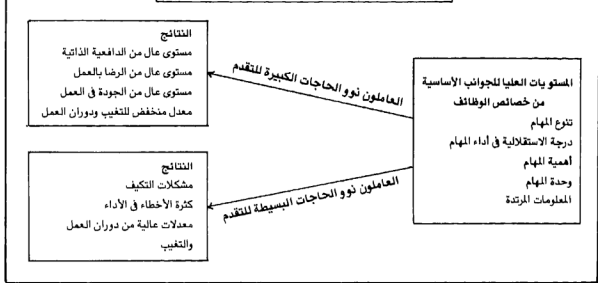 المستويات العليا للجوانب الأساسية
من خصائص الوظائف
تنوع المهام
درجة الاستقلالية في أداء المهام
أهمية المهام
وحدة المهام
المعلومات المرتدة
العاملون نوو الحاجات الكبيرة للتقدم
النتائج
مستوى عال من الدافعية الذاتية
مستوى عال من الرضا بالعمل
مستوى عال من الجودة في العمل
معدل منخفض للتغيب ودوران العمل
العاملون نوو الحاجات البسيطة للتقدم
النتائج
مشكلات التكيف
كثرة الأخطاء في الأداء
معدلات عالية من دوران العمل
والتغيب